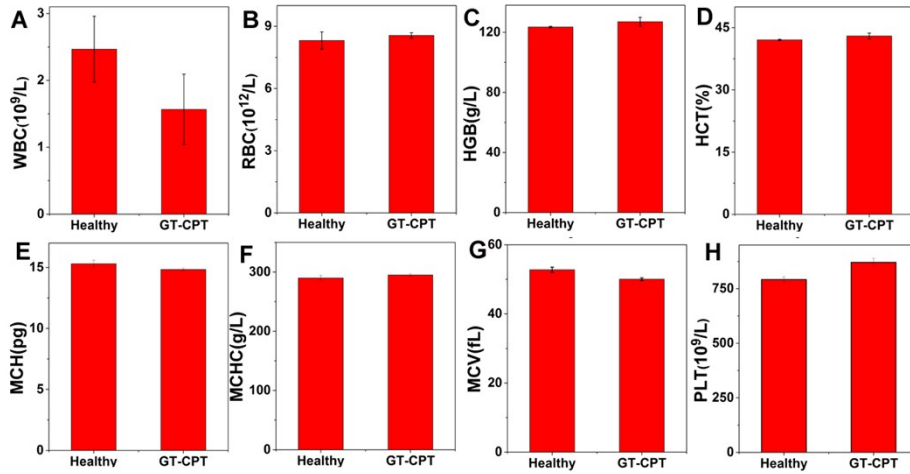 A
WBC(10⁹/L)
3
2
1
0
Healthy
GT-CPT
B
RBC(10¹²/L)
9
6
3
0
Healthy
GT-CPT
C
HGB(g/L)
120
80
40
0
Healthy
GT-CPT
D
HCT(%)
45
30
15
0
Healthy
GT-CPT
E
MCH(pg)
15
10
5
0
Healthy
GT-CPT
F
MCHC(g/L)
300
200
100
0
Healthy
GT-CPT
G
MCV(fL)
60
40
20
0
Healthy
GT-CPT
H
PLT(10⁹/L)
750
500
250
0
Healthy
GT-CPT